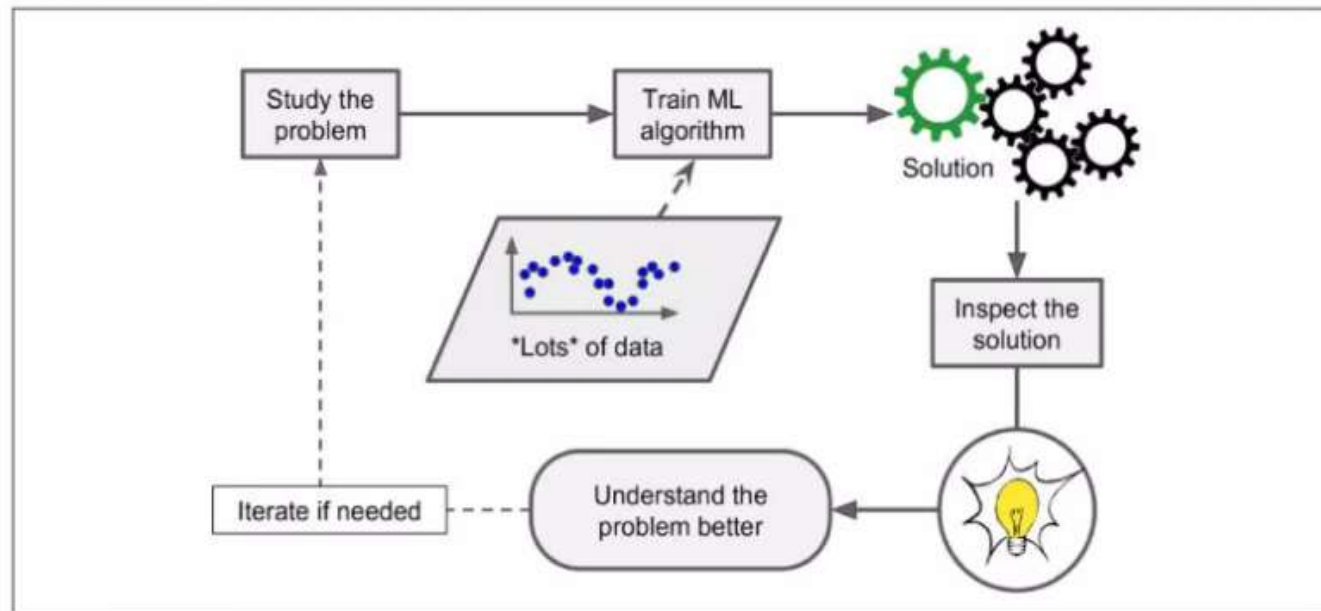 Study the
problem
Train ML
algorithm
Solution
*Lots* of data
Inspect the
solution
Understand the
problem better
Iterate if needed